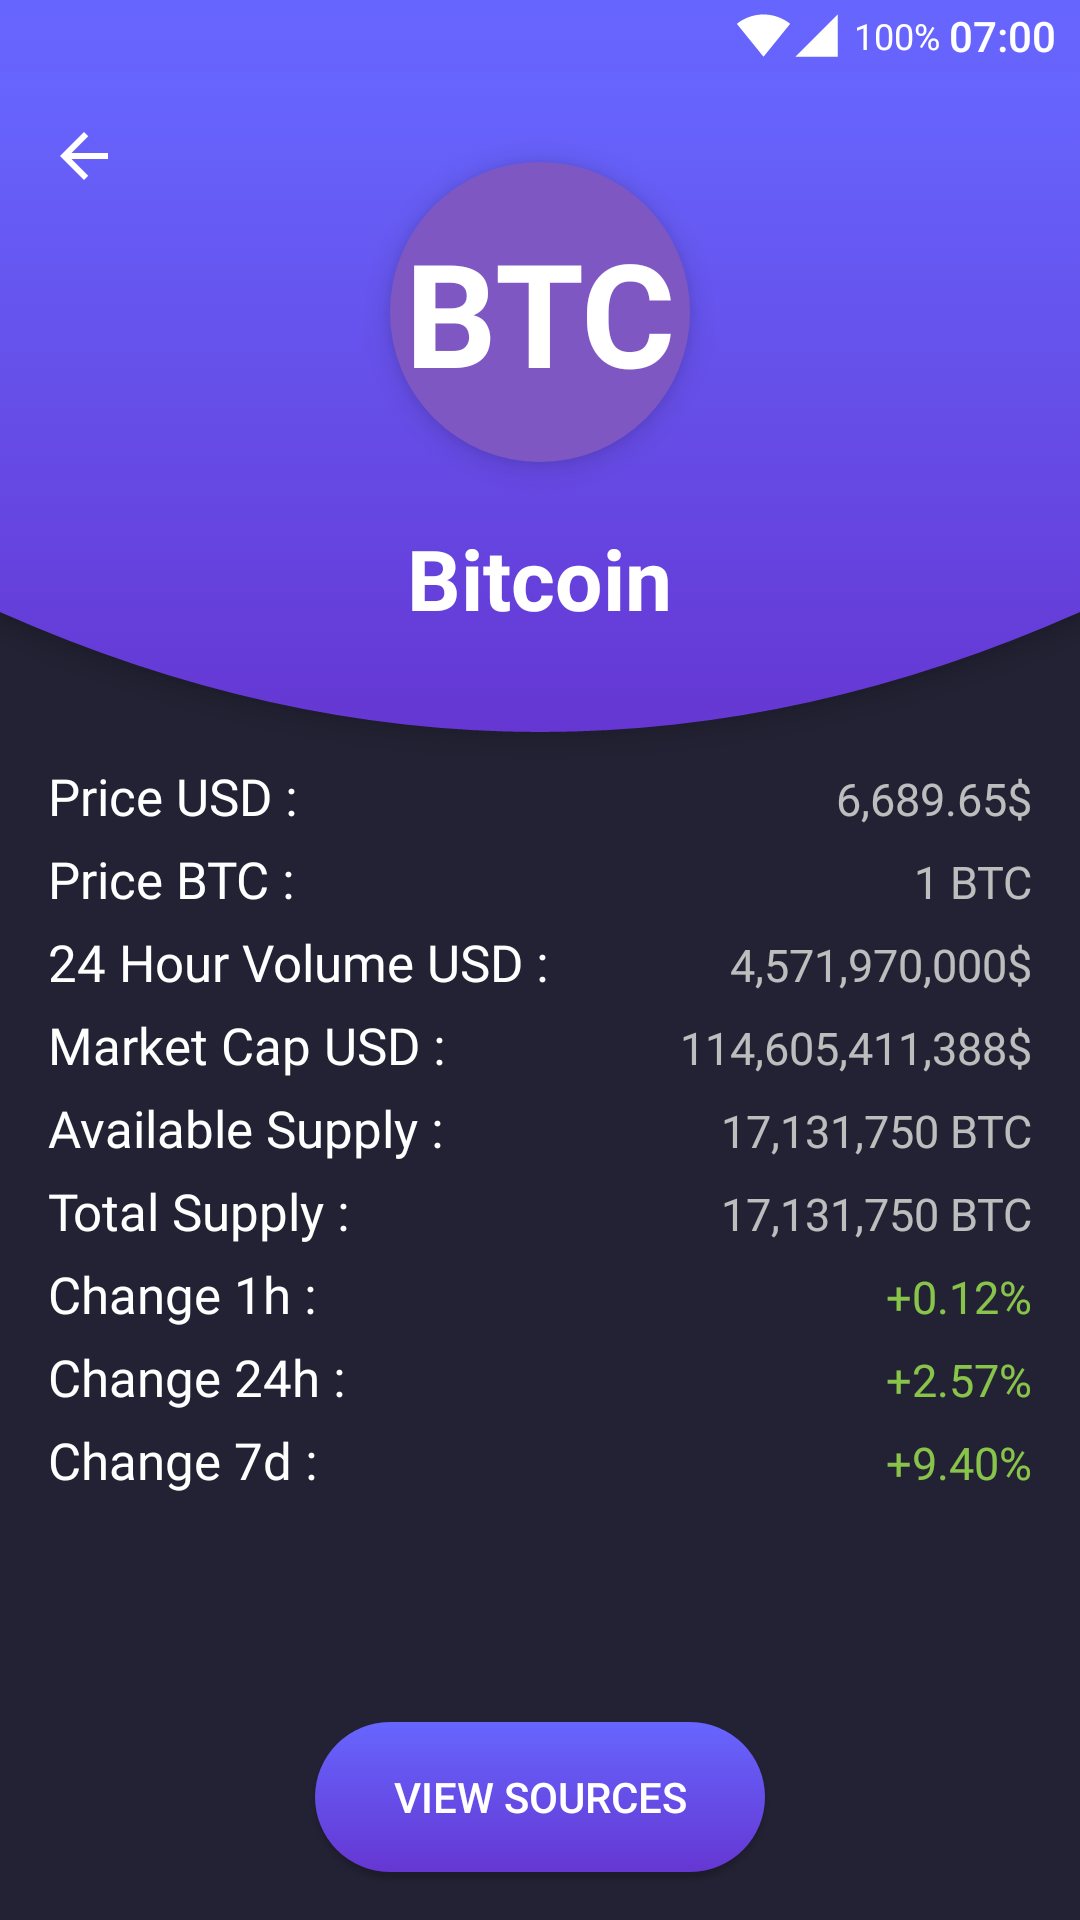 100% 07:00
BTC
Bitcoin
Price USD : 6,689.65$
Price BTC : 1 BTC
24 Hour Volume USD : 4,571,970,000$
Market Cap USD : 114,605,411,388$
Available Supply : 17,131,750 BTC
Total Supply : 17,131,750 BTC
Change 1h : +0.12%
Change 24h : +2.57%
Change 7d : +9.40%
VIEW SOURCES